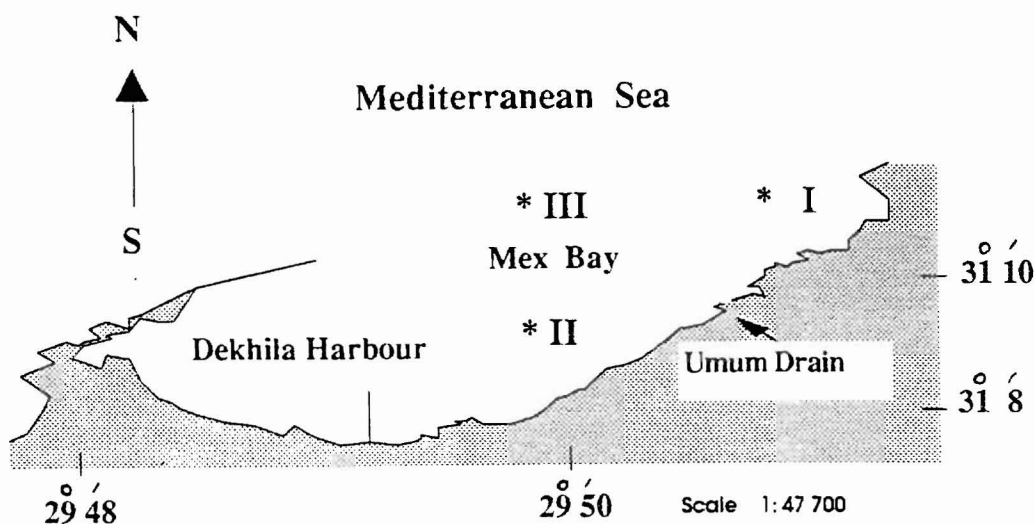 N
Mediterranean Sea
* III
* I
S
Mex Bay
31° 10′
* II
Dekhila Harbour
Umum Drain
31° 8′
29° 48′
29° 50′
Scale 1: 47 700